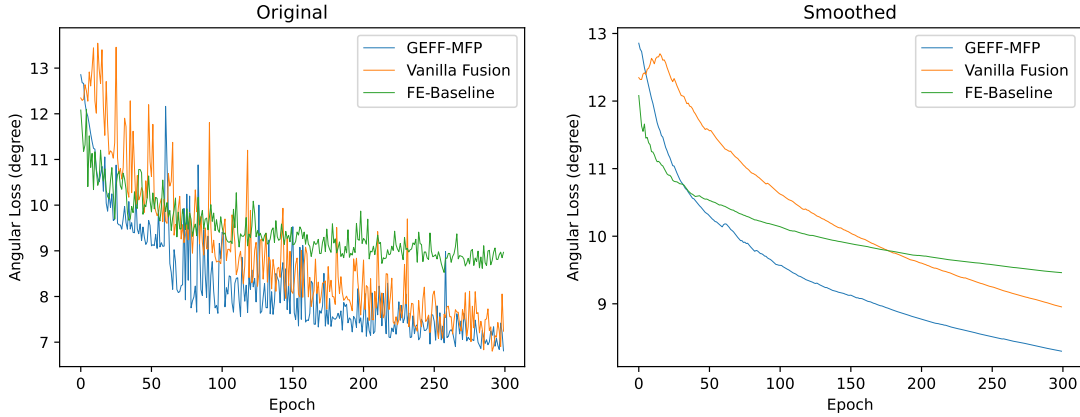 Original
Angular Loss (degree)
13
12
11
10
9
8
7
0 50 100 150 200 250 300
Epoch
GEFF-MFP
Vanilla Fusion
FE-Baseline
Smoothed
Angular Loss (degree)
13
12
11
10
9
0 50 100 150 200 250 300
Epoch
GEFF-MFP
Vanilla Fusion
FE-Baseline